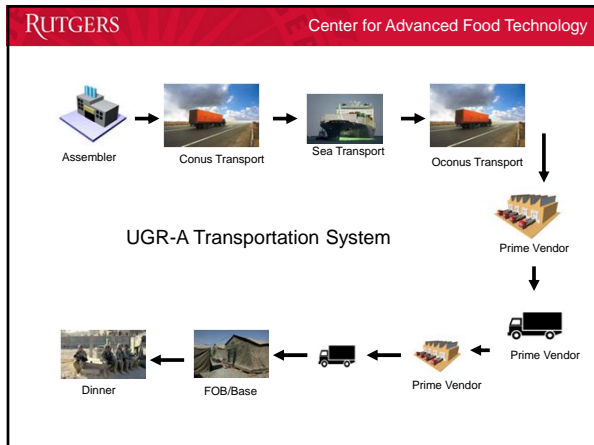 RUTGERS
Center for Advanced Food Technology
Assembler
Conus Transport
Sea Transport
Oconus Transport
UGR-A Transportation System
Prime Vendor
Prime Vendor
Prime Vendor
FOB/Base
Dinner